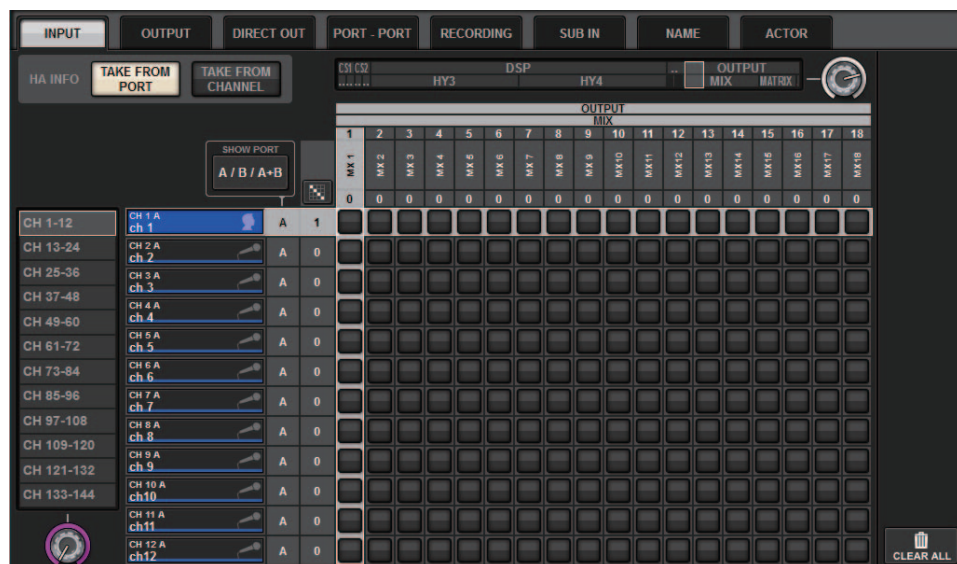 INPUT OUTPUT DIRECT OUT PORT - PORT RECORDING SUB IN NAME ACTOR
HA INFO TAKE FROM PORT TAKE FROM CHANNEL
CS1 CS2 DSP .. OUTPUT
HY3 HY4 MIX MATRIX
OUTPUT
MIX
1 2 3 4 5 6 7 8 9 10 11 12 13 14 15 16 17 18
MX 1 MX 2 MX 3 MX 4 MX 5 MX 6 MX 7 MX 8 MX 9 MX10 MX11 MX12 MX13 MX14 MX15 MX16 MX17 MX18
SHOW PORT
A / B / A+B
0 0 0 0 0 0 0 0 0 0 0 0 0 0 0 0 0 0
CH 1-12
CH 13-24
CH 25-36
CH 37-48
CH 49-60
CH 61-72
CH 73-84
CH 85-96
CH 97-108
CH 109-120
CH 121-132
CH 133-144
CH 1 A
ch 1 A 1
CH 2 A
ch 2 A 0
CH 3 A
ch 3 A 0
CH 4 A
ch 4 A 0
CH 5 A
ch 5 A 0
CH 6 A
ch 6 A 0
CH 7 A
ch 7 A 0
CH 8 A
ch 8 A 0
CH 9 A
ch 9 A 0
CH 10 A
ch10 A 0
CH 11 A
ch11 A 0
CH 12 A
ch12 A 0
CLEAR ALL